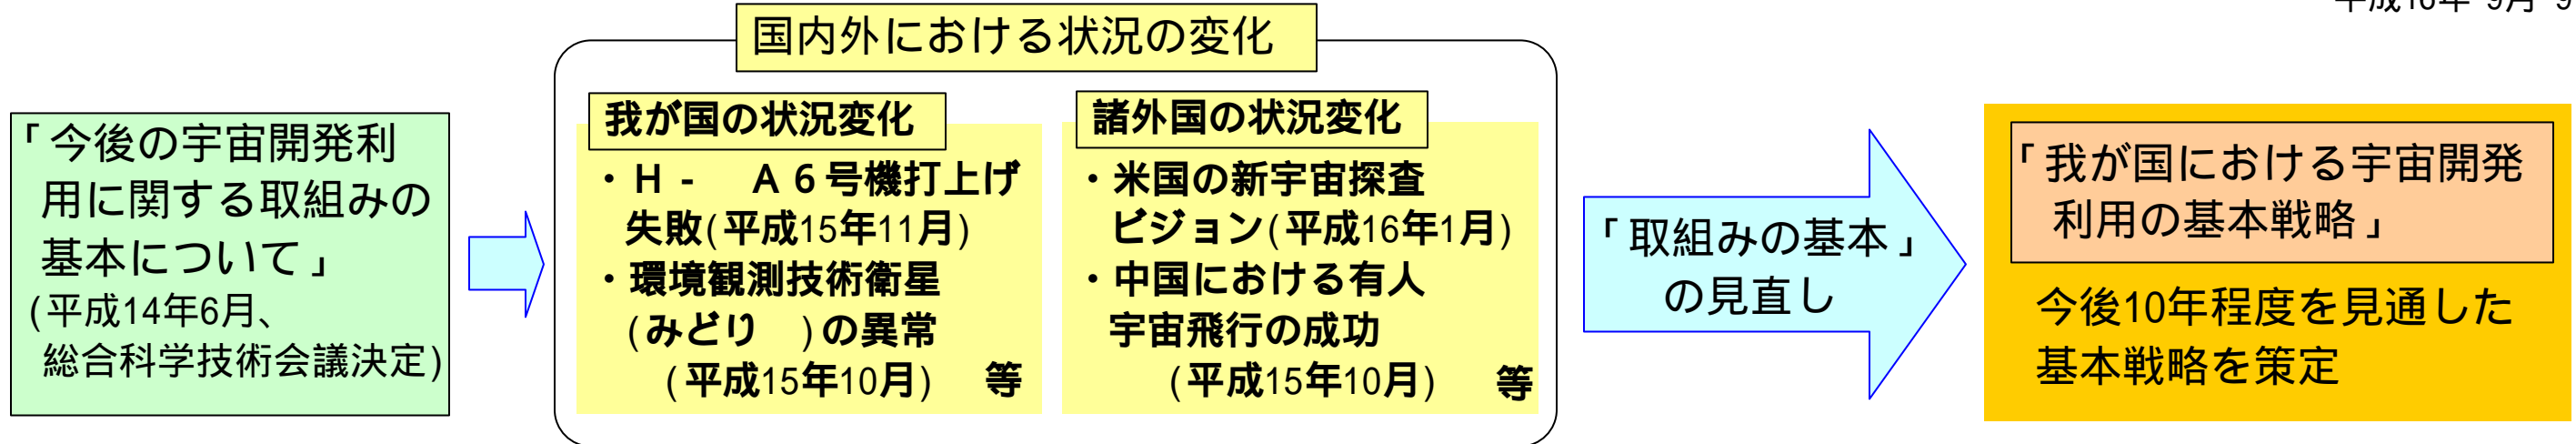 平成16年 9月 9
国内外における状況の変化
「今後の宇宙開発利
用に関する取組みの
基本について」
(平成14年6月、
総合科学技術会議決定)
我が国の状況変化
・Ｈ-　Ａ６号機打上げ
失敗(平成15年11月)
・環境観測技術衛星
(みどり　)の異常
(平成15年10月)　等
諸外国の状況変化
・米国の新宇宙探査
ビジョン(平成16年1月)
・中国における有人
宇宙飛行の成功
(平成15年10月)　等
「取組みの基本」
の見直し
「我が国における宇宙開発
利用の基本戦略」
今後10年程度を見通した
基本戦略を策定